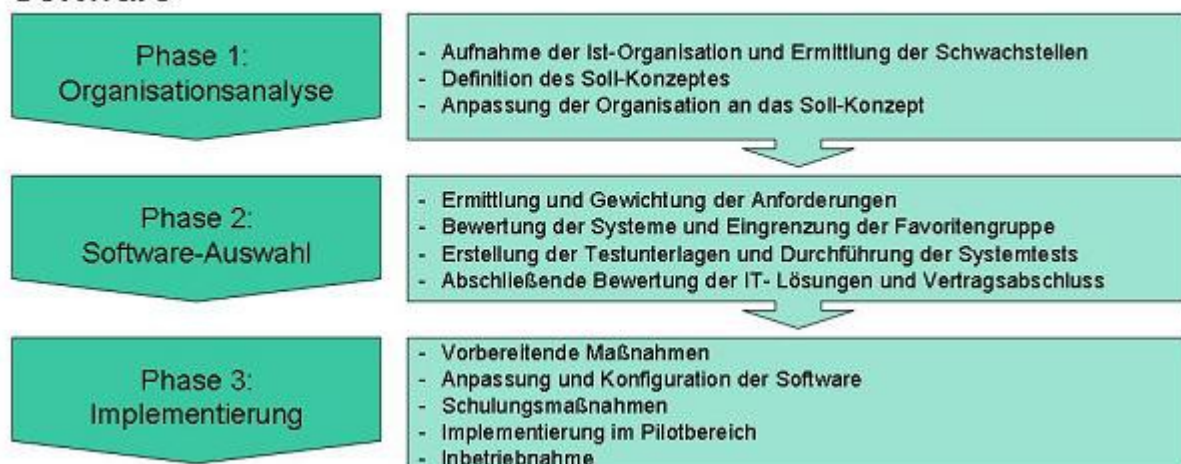 Phase 1:
Organisationsanalyse
- Aufnahme der Ist-Organisation und Ermittlung der Schwachstellen
- Definition des Soll-Konzeptes
- Anpassung der Organisation an das Soll-Konzept
Phase 2:
Software-Auswahl
- Ermittlung und Gewichtung der Anforderungen
- Bewertung der Systeme und Eingrenzung der Favoritengruppe
- Erstellung der Testunterlagen und Durchführung der Systemtests
- Abschließende Bewertung der IT- Lösungen und Vertragsabschluss
Phase 3:
Implementierung
- Vorbereitende Maßnahmen
- Anpassung und Konfiguration der Software
- Schulungsmaßnahmen
- Implementierung im Pilotbereich
- Inbetriebnahme